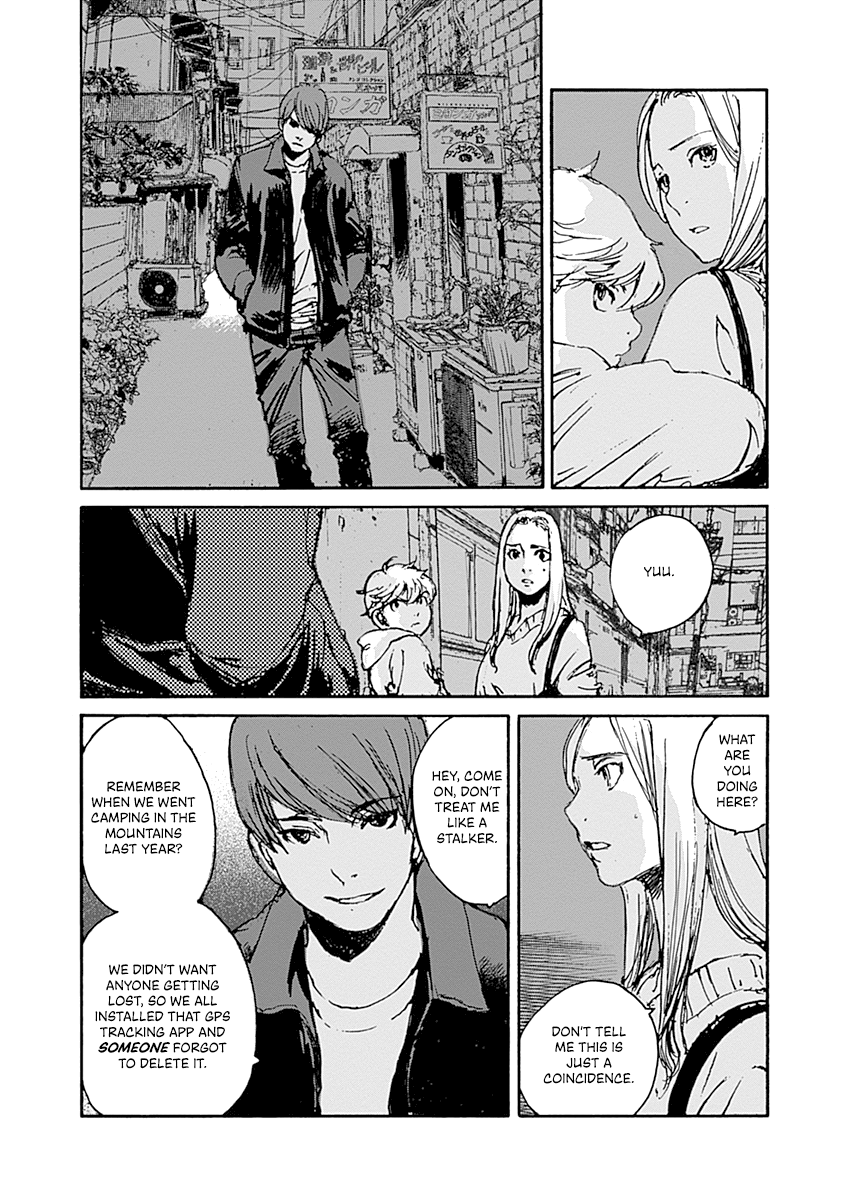 YUU.
WHAT
ARE
YOU
DOING
HERE?
DON'T TELL
ME THIS IS
JUST A
COINCIDENCE.
HEY, COME
ON, DON'T
TREAT ME
LIKE A
STALKER.
REMEMBER
WHEN WE WENT
CAMPING IN THE
MOUNTAINS
LAST YEAR?
WE DIDN'T WANT
ANYONE GETTING
LOST, SO WE ALL
INSTALLED THAT GPS
TRACKING APP AND
SOMEONE FORGOT
TO DELETE IT.